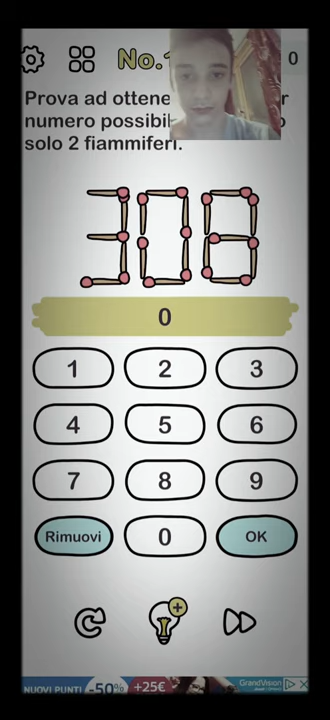 No.
0
Prova ad ottene r
numero possibil o
solo 2 fiammiferi.
308
0
1 2 3
4 5 6
7 8 9
Rimuovi 0 OK
NUOVI PUNTI -50% +25€ GrandVision